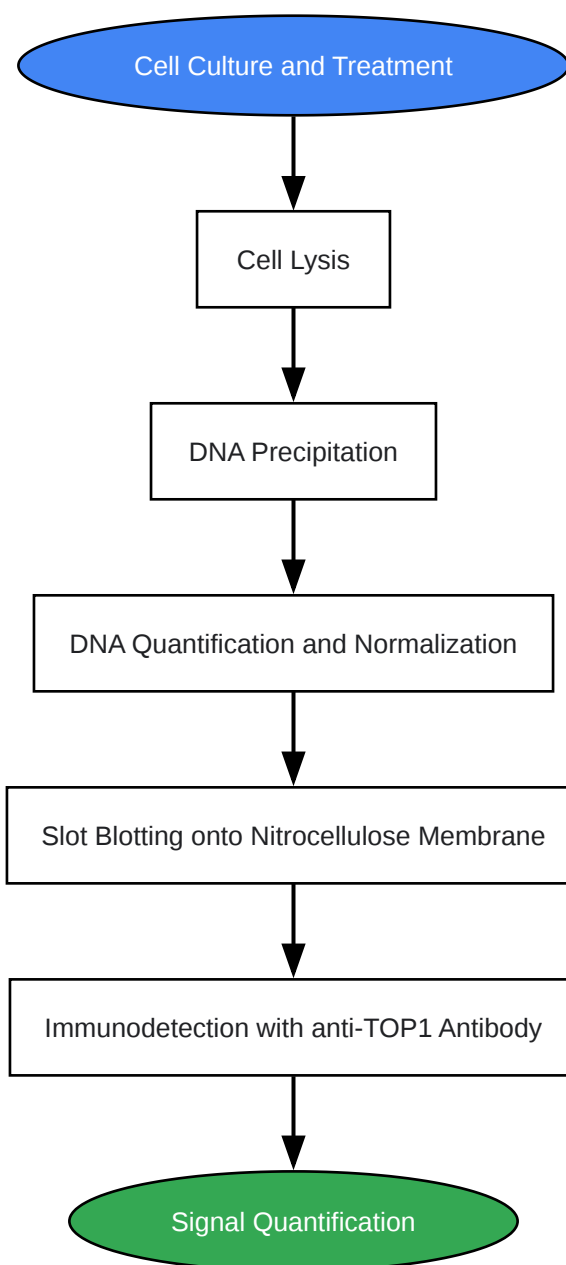 Cell Culture and Treatment
Cell Lysis
DNA Precipitation
DNA Quantification and Normalization
Slot Blotting onto Nitrocellulose Membrane
Immunodetection with anti-TOP1 Antibody
Signal Quantification